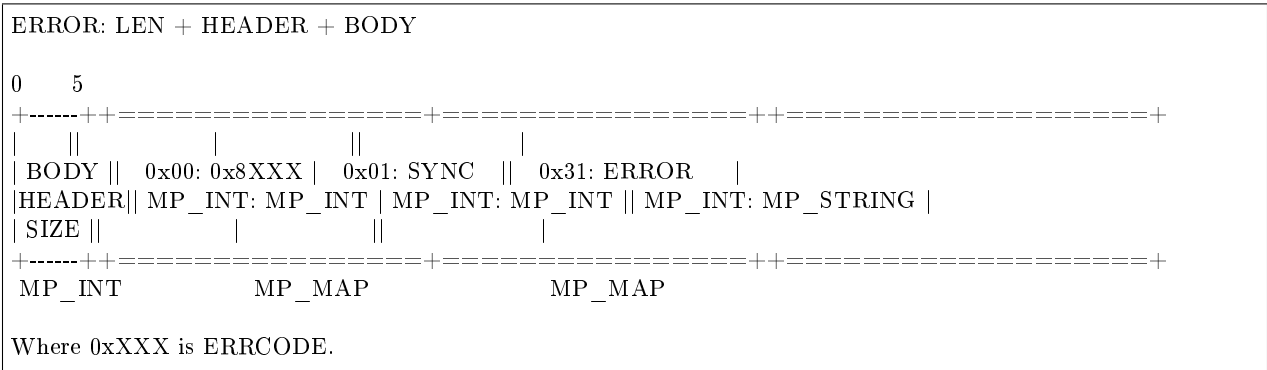 ERROR: LEN + HEADER + BODY
0 5
+------++================+================++===================+
| || | || |
| BODY || 0x00: 0x8XXX | 0x01: SYNC || 0x31: ERROR |
|HEADER|| MP_INT: MP_INT | MP_INT: MP_INT || MP_INT: MP_STRING |
| SIZE || | || |
+------++================+================++===================+
MP_INT MP_MAP MP_MAP
Where 0xXXX is ERRCODE.